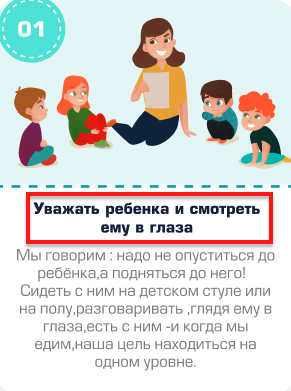 01
Уважать ребенка и смотреть
ему в глаза
Мы говорим : надо не опуститься до
ребёнка,а подняться до него!
Сидеть с ним на детском стуле или
на полу,разговаривать ,глядя ему в
глаза,есть с ним -и когда мы
едим,наша цель находиться на
одном уровне.